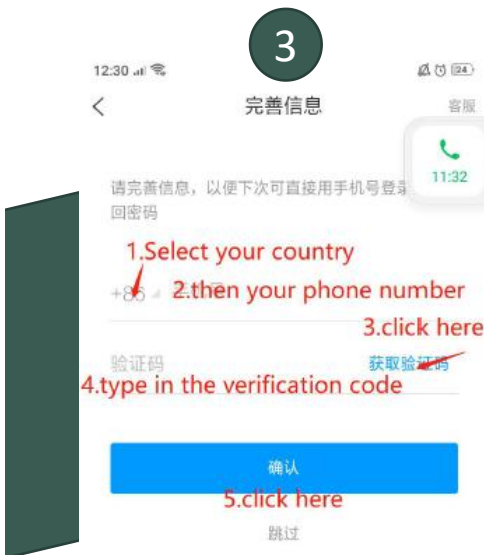 3
12:30
24
完善信息
客服
11:32
请完善信息，以便下次可直接用手机号登录
回密码
1.Select your country
+86
2.then your phone number
3.click here
验证码
获取验证码
4.type in the verification code
确认
5.click here
跳过